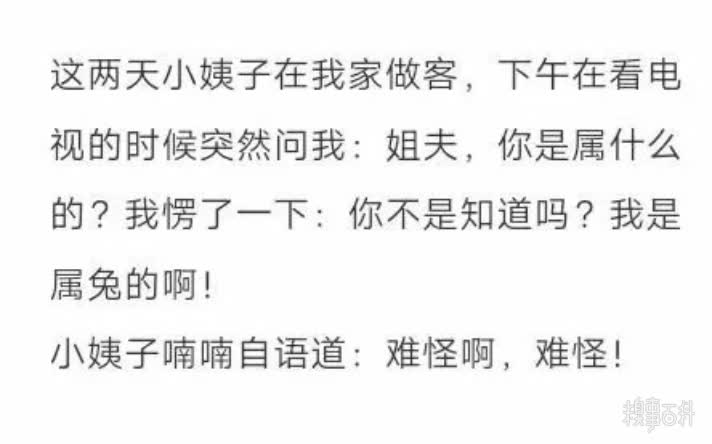 这两天小姨子在我家做客，下午在看电
视的时候突然问我：姐夫，你是属什么
的？我愣了一下：你不是知道吗？我是
属兔的啊！
小姨子喃喃自语道：难怪啊，难怪！
糗事百科